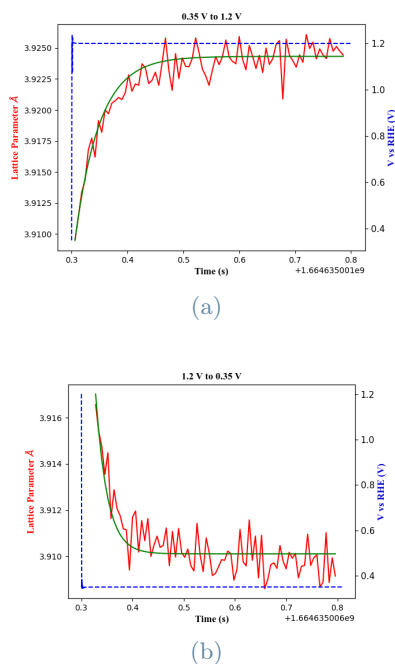 0.35 V to 1.2 V
3.9250
3.9225
3.9200
3.9175
3.9150
3.9125
3.9100
Lattice Parameter Å
1.2
1.0
0.8
0.6
0.4
V vs RHE (V)
0.3 0.4 0.5 0.6 0.7 0.8
Time (s)
+1.664635001e9
(a)
1.2 V to 0.35 V
3.916
3.914
3.912
3.910
Lattice Parameter Å
1.2
1.0
0.8
0.6
0.4
V vs RHE (V)
0.3 0.4 0.5 0.6 0.7 0.8
Time (s)
+1.664635006e9
(b)